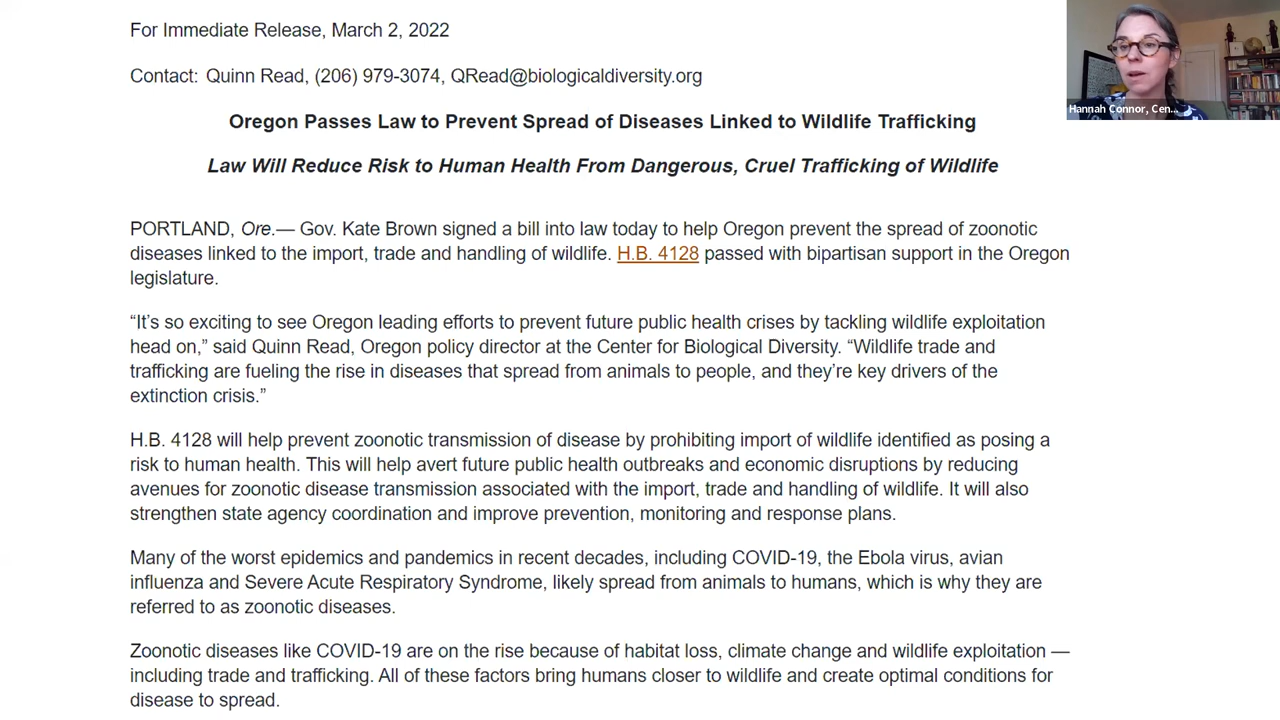 For Immediate Release, March 2, 2022
Contact: Quinn Read, (206) 979-3074, QRead@biologicaldiversity.org
Oregon Passes Law to Prevent Spread of Diseases Linked to Wildlife Trafficking
Law Will Reduce Risk to Human Health From Dangerous, Cruel Trafficking of Wildlife
PORTLAND, Ore.— Gov. Kate Brown signed a bill into law today to help Oregon prevent the spread of zoonotic
diseases linked to the import, trade and handling of wildlife. H.B. 4128 passed with bipartisan support in the Oregon
legislature.
“It’s so exciting to see Oregon leading efforts to prevent future public health crises by tackling wildlife exploitation
head on,” said Quinn Read, Oregon policy director at the Center for Biological Diversity. “Wildlife trade and
trafficking are fueling the rise in diseases that spread from animals to people, and they’re key drivers of the
extinction crisis.”
H.B. 4128 will help prevent zoonotic transmission of disease by prohibiting import of wildlife identified as posing a
risk to human health. This will help avert future public health outbreaks and economic disruptions by reducing
avenues for zoonotic disease transmission associated with the import, trade and handling of wildlife. It will also
strengthen state agency coordination and improve prevention, monitoring and response plans.
Many of the worst epidemics and pandemics in recent decades, including COVID-19, the Ebola virus, avian
influenza and Severe Acute Respiratory Syndrome, likely spread from animals to humans, which is why they are
referred to as zoonotic diseases.
Zoonotic diseases like COVID-19 are on the rise because of habitat loss, climate change and wildlife exploitation —
including trade and trafficking. All of these factors bring humans closer to wildlife and create optimal conditions for
disease to spread.
Hannah Connor, Cen...